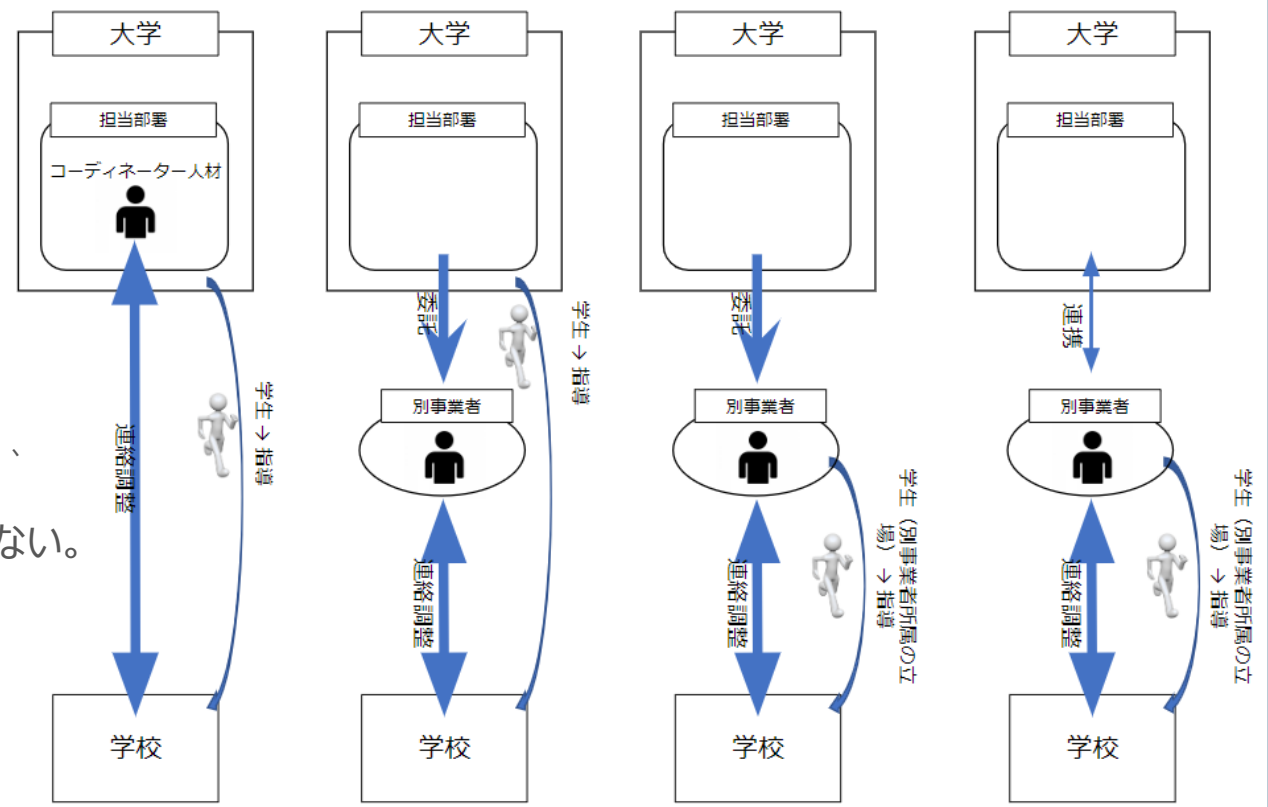 大学
担当部署
コーディネーター人材
連絡調整
学生→指導
学校
、
ない。
大学
担当部署
委託
学生→指導
別事業者
連絡調整
学校
大学
担当部署
委託
別事業者
連絡調整
学生（別事業者所属の立
場）→指導
学校
大学
担当部署
連携
別事業者
連絡調整
学生（別事業者所属の立
場）→指導
学校